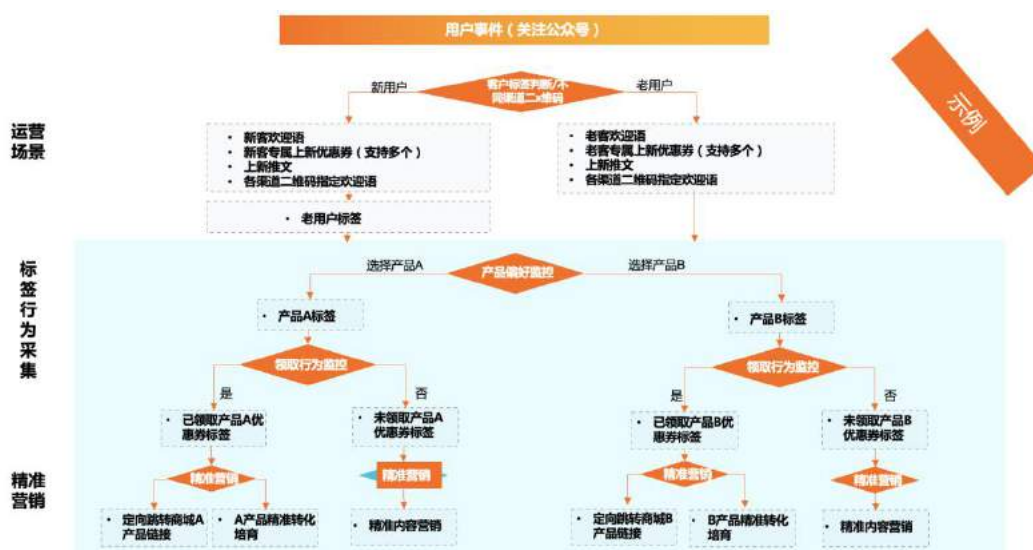 用户事件（关注公众号）
示例
新用户
客户标签判断/不
同渠道二x维码
老用户
运营
场景
• 新客欢迎语
• 新客专属上新优惠券（支持多个）
• 上新推文
• 各渠道二维码指定欢迎语
• 老客欢迎语
• 老客专属上新优惠券（支持多个）
• 上新推文
• 各渠道二维码指定欢迎语
• 老用户标签
标签行为采集
选择产品A
产品偏好监控
选择产品B
• 产品A标签
• 产品B标签
领取行为监控
领取行为监控
是
否
是
否
• 已领取产品A优
惠券标签
• 未领取产品A
优惠券标签
• 已领取产品B优
惠券标签
• 未领取产品B
优惠券标签
精准
营销
精准营销
精准营销
精准营销
精准营销
• 定向跳转商城A
产品链接
• A产品精准转化
培育
• 精准内容营销
• 定向跳转商城B
产品链接
• B产品精准转化
培育
• 精准内容营销